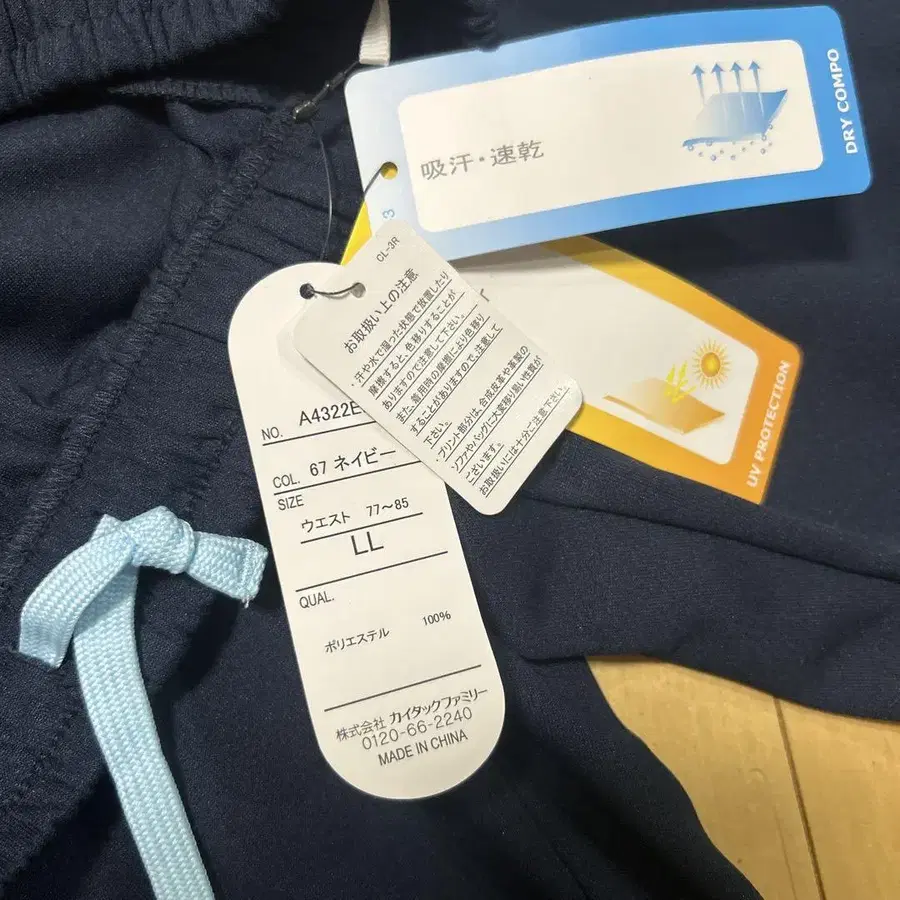 吸汗・速乾
DRY COMPO
3
UV PROTECTION
CL-3R
お取扱い上の注意
・汗や水で湿った状態で放置したり
摩擦すると、色移りすることが
ありますので注意して下さい。
また、着用時の摩擦により色移り
することがありますので、注意して
下さい。
・プリント部分は、合成皮革や革製の
ソファやバッグに大変移り易い性質が
ございます。
お取扱いには十分ご注意下さい。
NO. A4322E
COL. 67 ネイビー
SIZE
ウエスト 77～85
LL
QUAL.
ポリエステル 100%
株式会社 カイタックファミリー
0120-66-2240
MADE IN CHINA